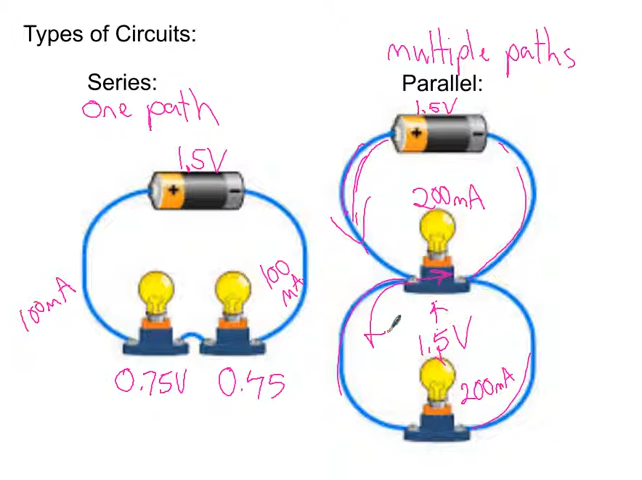 Types of Circuits:
Series:
One path
1.5V
+ -
100mA
100 mA
0.75V 0.75
multiple paths
Parallel:
1.5V
+ -
200mA
1.5V
200mA